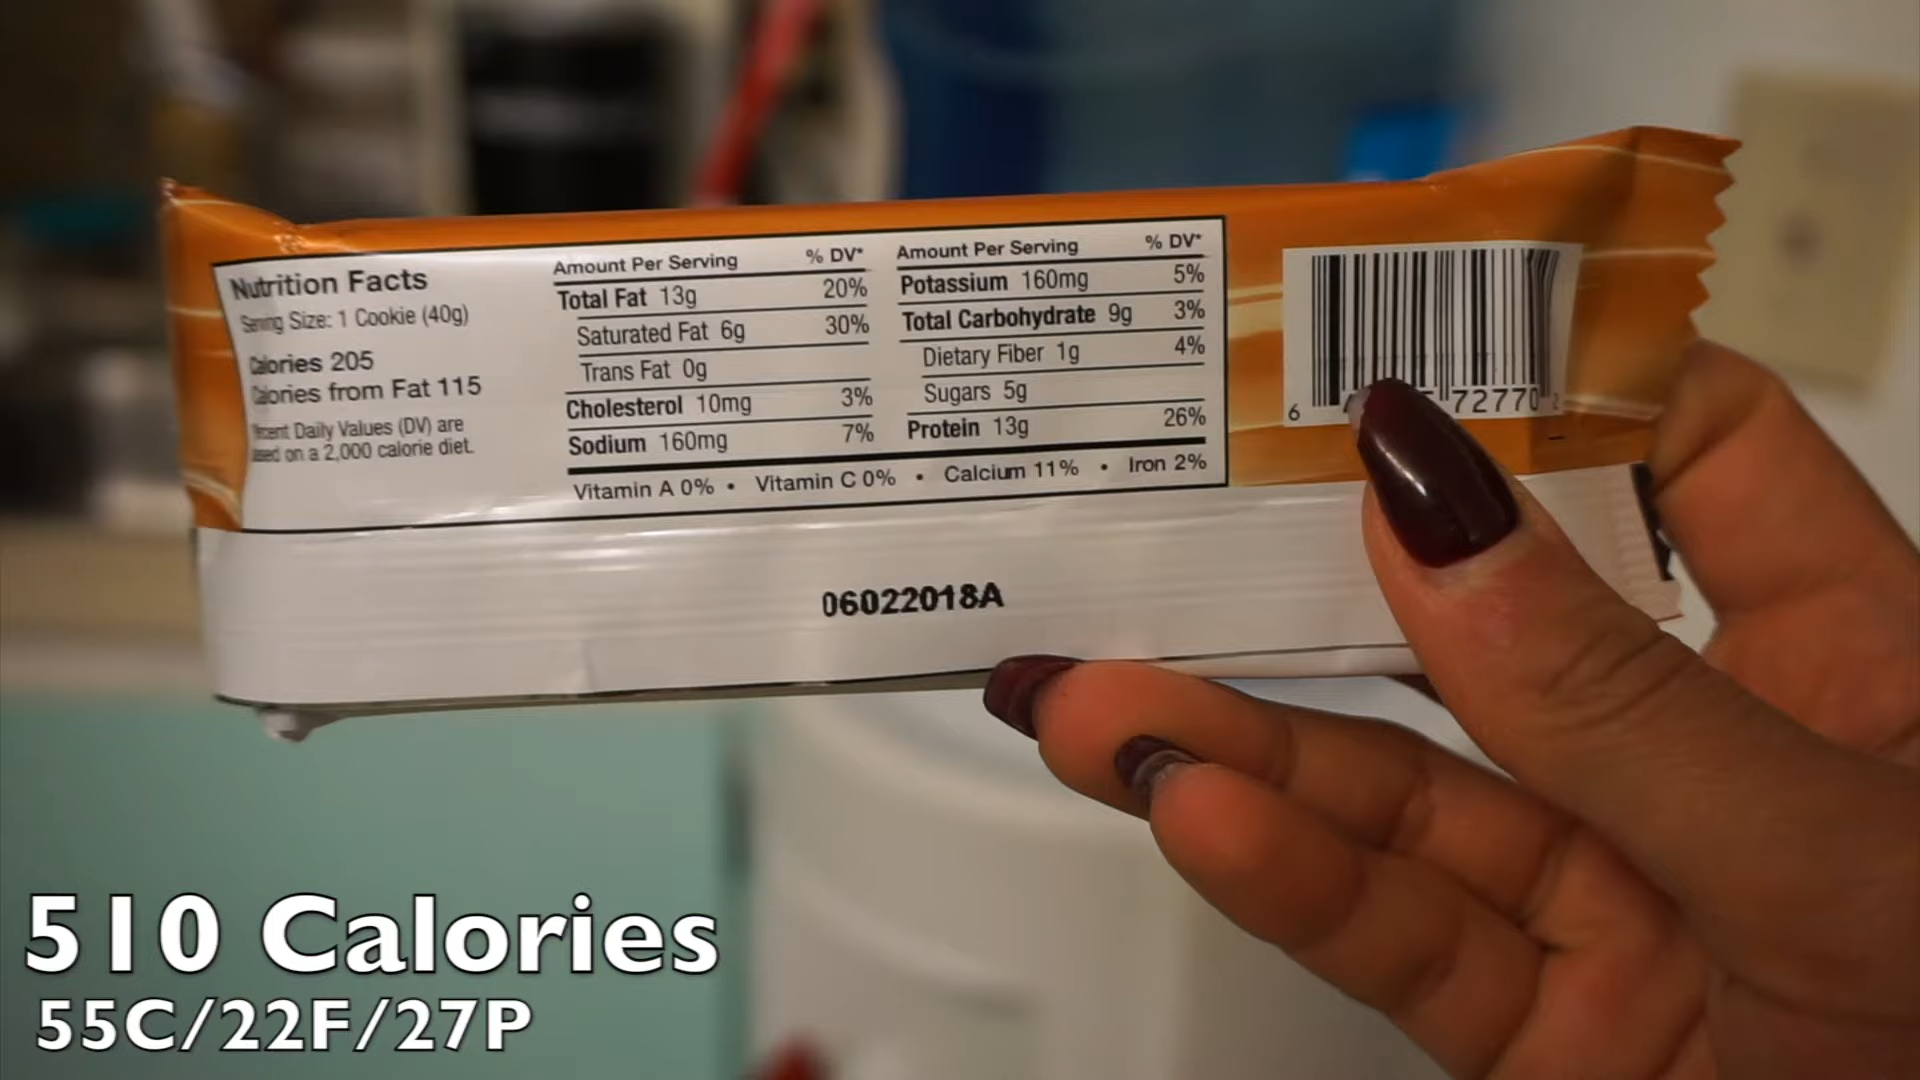 Nutrition Facts
Serving Size: 1 Cookie (40g)
Calories 205
Calories from Fat 115
Percent Daily Values (DV) are
based on a 2,000 calorie diet.
Amount Per Serving % DV*
Total Fat 13g 20%
Saturated Fat 6g 30%
Trans Fat 0g
Cholesterol 10mg 3%
Sodium 160mg 7%
Amount Per Serving % DV*
Potassium 160mg 5%
Total Carbohydrate 9g 3%
Dietary Fiber 1g 4%
Sugars 5g
Protein 13g 26%
Vitamin A 0% • Vitamin C 0% • Calcium 11% • Iron 2%
6 72770 2
06022018A
510 Calories
55C/22F/27P